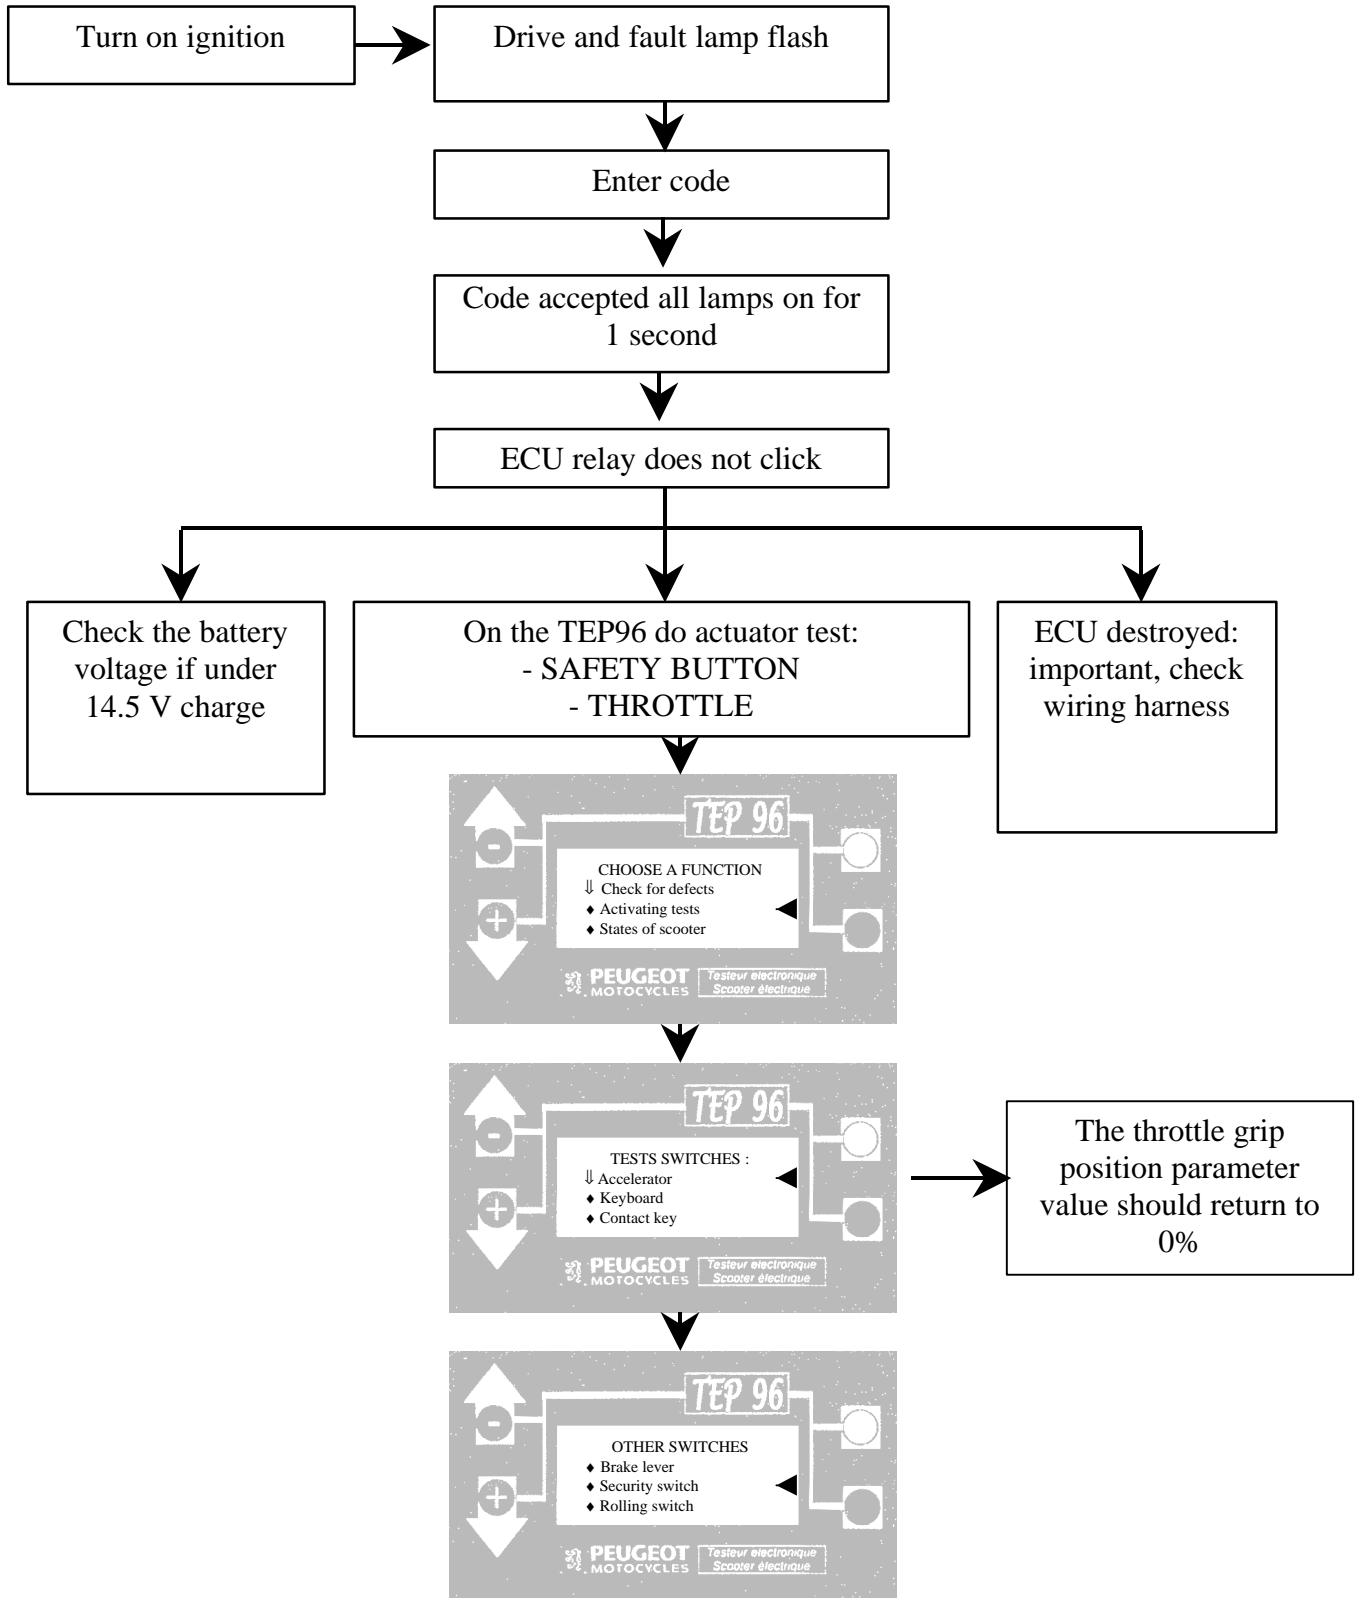 Turn on ignition
Drive and fault lamp flash
Enter code
Code accepted all lamps on for
1 second
ECU relay does not click
Check the battery
voltage if under
14.5 V charge
On the TEP96 do actuator test:
- SAFETY BUTTON
- THROTTLE
ECU destroyed:
important, check
wiring harness
TEP 96
-
+
CHOOSE A FUNCTION
⇓ Check for defects
♦ Activating tests
♦ States of scooter
PEUGEOT
MOTOCYCLES
Testeur electronique
Scooter électrique
TEP 96
-
+
TESTS SWITCHES :
⇓ Accelerator
♦ Keyboard
♦ Contact key
PEUGEOT
MOTOCYCLES
Testeur electronique
Scooter électrique
The throttle grip
position parameter
value should return to
0%
TEP 96
-
+
OTHER SWITCHES
♦ Brake lever
♦ Security switch
♦ Rolling switch
PEUGEOT
MOTOCYCLES
Testeur electronique
Scooter électrique